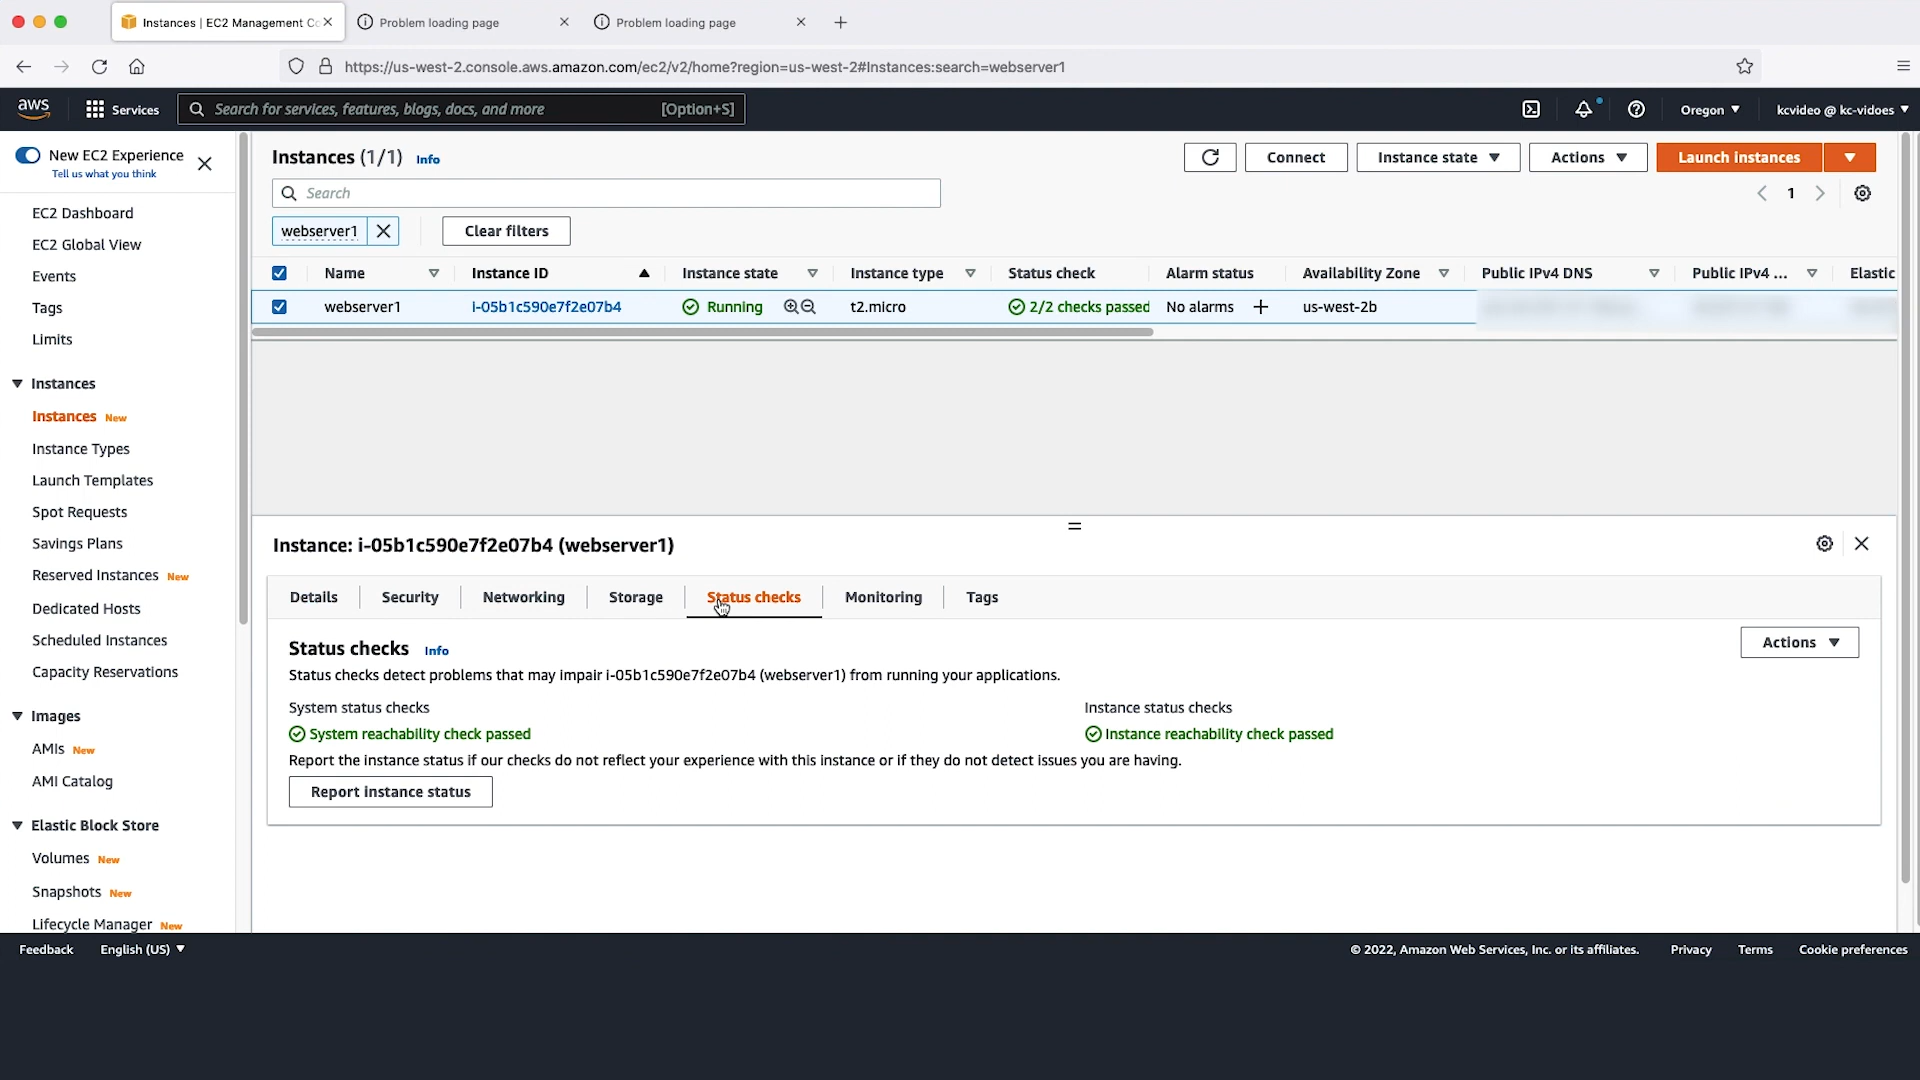 Instances | EC2 Management Co
Problem loading page
Problem loading page
https://us-west-2.console.aws.amazon.com/ec2/v2/home?region=us-west-2#Instances:search=webserver1
aws
Services
Search for services, features, blogs, docs, and more
[Option+S]
Oregon
kcvideo @ kc-vidoes
New EC2 Experience
Tell us what you think
EC2 Dashboard
EC2 Global View
Events
Tags
Limits
Instances
Instances New
Instance Types
Launch Templates
Spot Requests
Savings Plans
Reserved Instances New
Dedicated Hosts
Scheduled Instances
Capacity Reservations
Images
AMIs New
AMI Catalog
Elastic Block Store
Volumes New
Snapshots New
Lifecycle Manager New
Instances (1/1) Info
Connect
Instance state
Actions
Launch instances
Search
1
webserver1
Clear filters
Name Instance ID Instance state Instance type Status check Alarm status Availability Zone Public IPv4 DNS Public IPv4 ... Elastic
webserver1 i-05b1c590e7f2e07b4 Running t2.micro 2/2 checks passed No alarms us-west-2b
Instance: i-05b1c590e7f2e07b4 (webserver1)
Details Security Networking Storage Status checks Monitoring Tags
Status checks Info
Actions
Status checks detect problems that may impair i-05b1c590e7f2e07b4 (webserver1) from running your applications.
System status checks
System reachability check passed
Instance status checks
Instance reachability check passed
Report the instance status if our checks do not reflect your experience with this instance or if they do not detect issues you are having.
Report instance status
Feedback
English (US)
© 2022, Amazon Web Services, Inc. or its affiliates.
Privacy
Terms
Cookie preferences